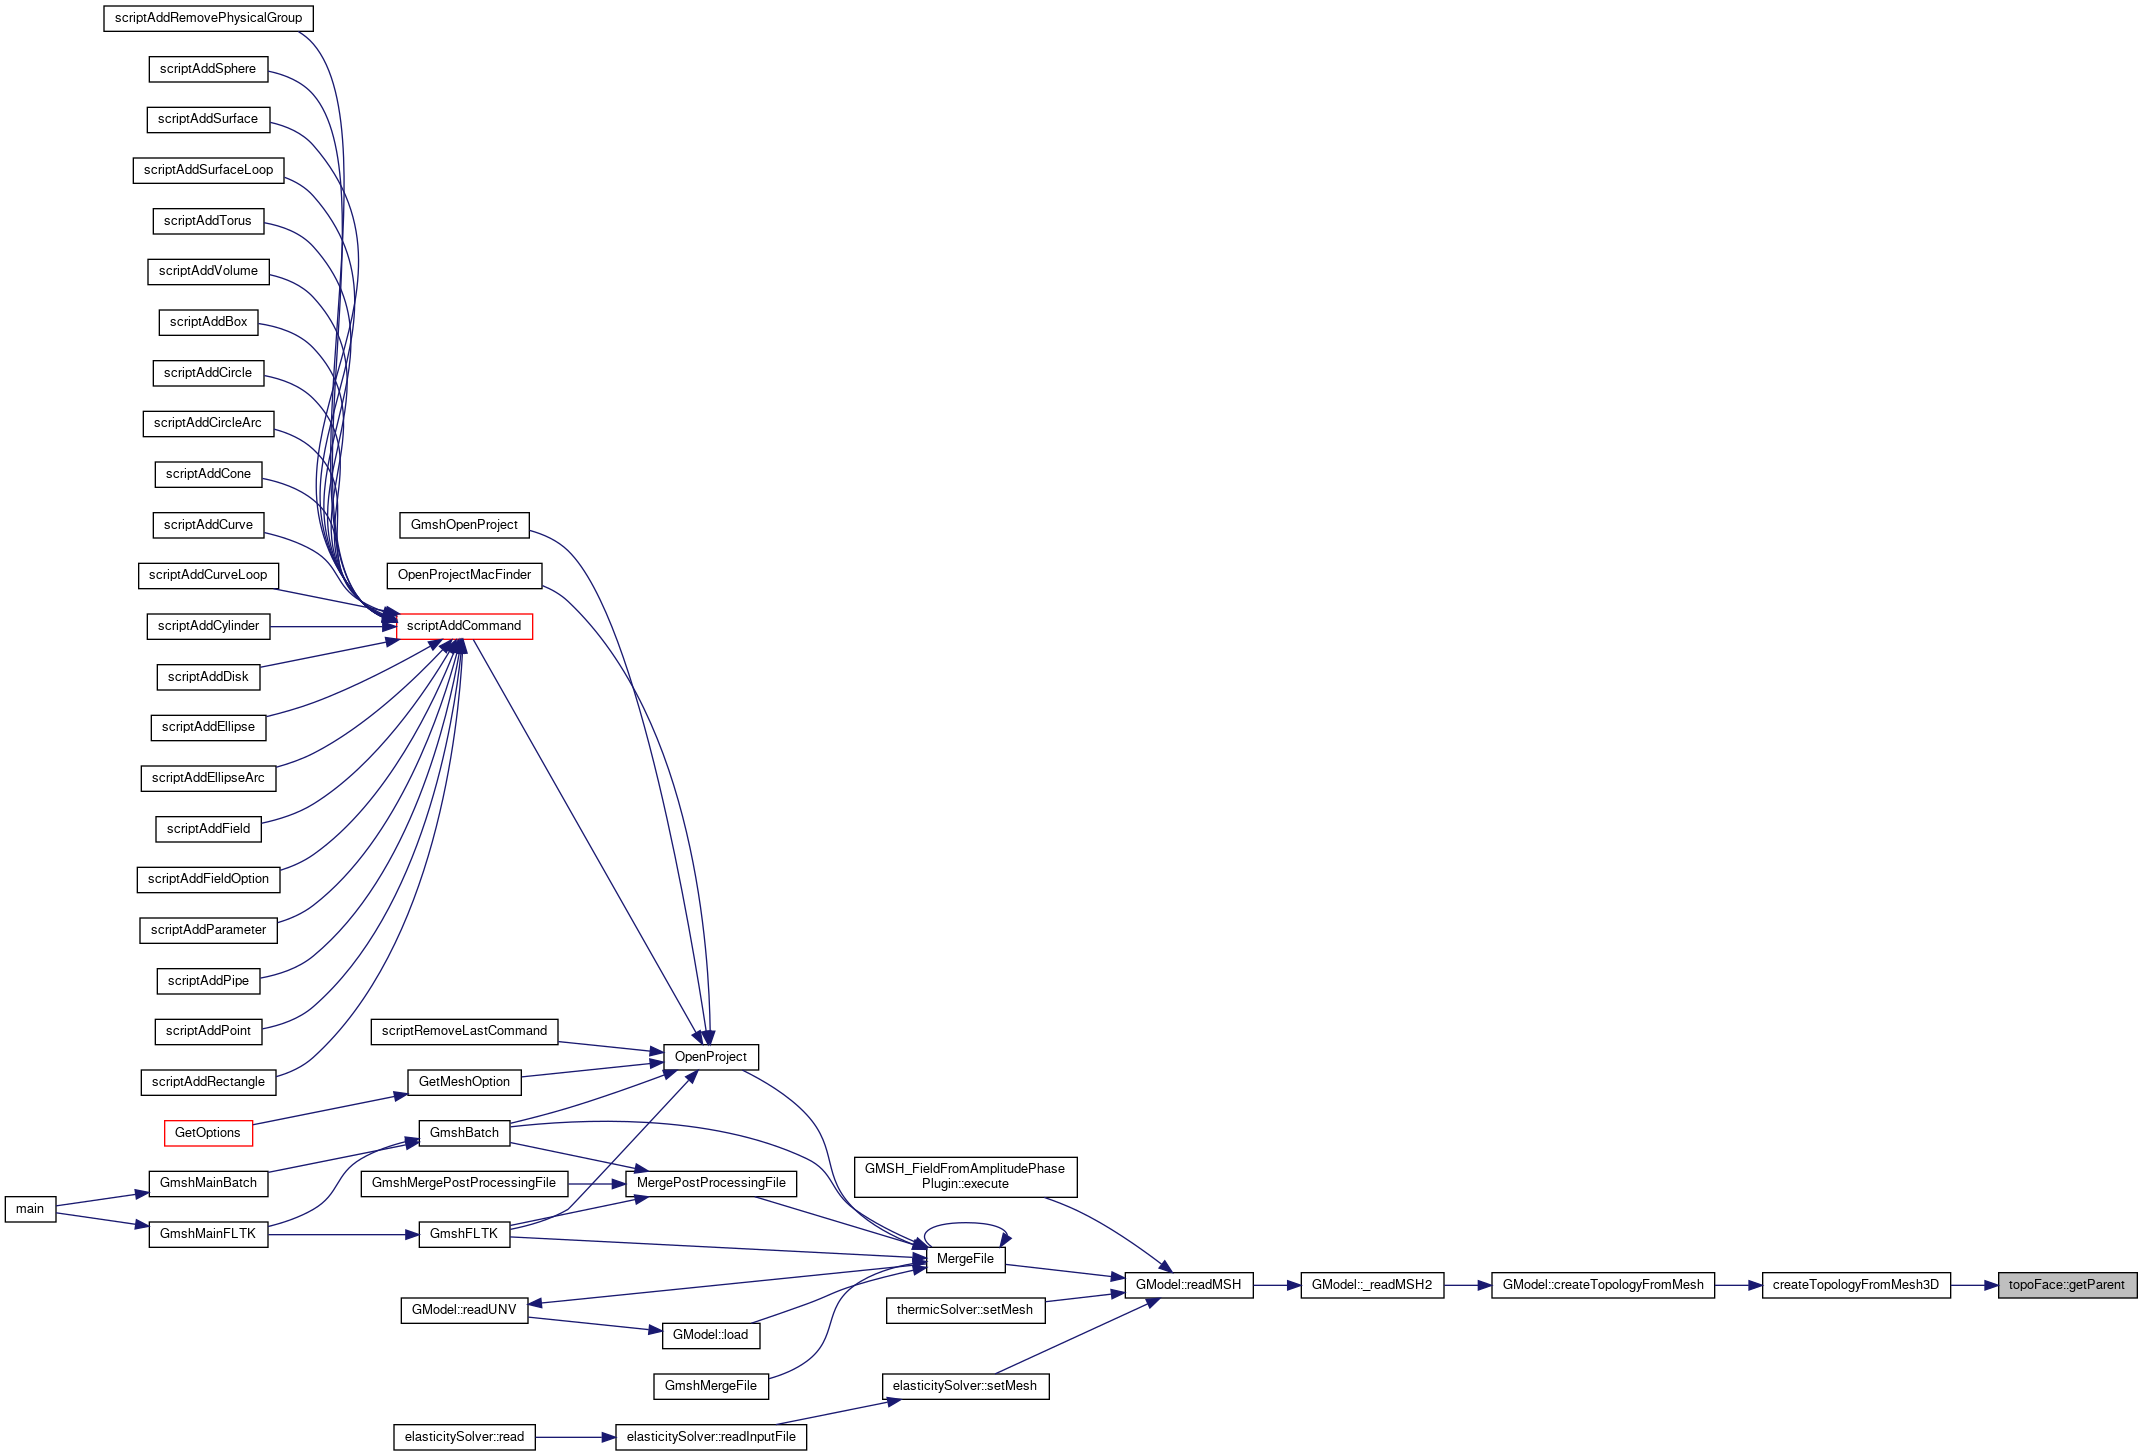 scriptAddRemovePhysicalGroup
scriptAddSphere
scriptAddSurface
scriptAddSurfaceLoop
scriptAddTorus
scriptAddVolume
scriptAddBox
scriptAddCircle
scriptAddCircleArc
scriptAddCone
scriptAddCurve
GmshOpenProject
scriptAddCurveLoop
OpenProjectMacFinder
scriptAddCylinder
scriptAddCommand
scriptAddDisk
scriptAddEllipse
scriptAddEllipseArc
scriptAddField
scriptAddFieldOption
scriptAddParameter
scriptAddPipe
scriptAddPoint
scriptRemoveLastCommand
OpenProject
scriptAddRectangle
GetMeshOption
GetOptions
GmshBatch
GMSH_FieldFromAmplitudePhase
Plugin::execute
GmshMainBatch
GmshMergePostProcessingFile
MergePostProcessingFile
main
GmshMainFLTK
GmshFLTK
MergeFile
GModel::readMSH
GModel::_readMSH2
GModel::createTopologyFromMesh
createTopologyFromMesh3D
topoFace::getParent
GModel::readUNV
thermicSolver::setMesh
GModel::load
GmshMergeFile
elasticitySolver::setMesh
elasticitySolver::read
elasticitySolver::readInputFile